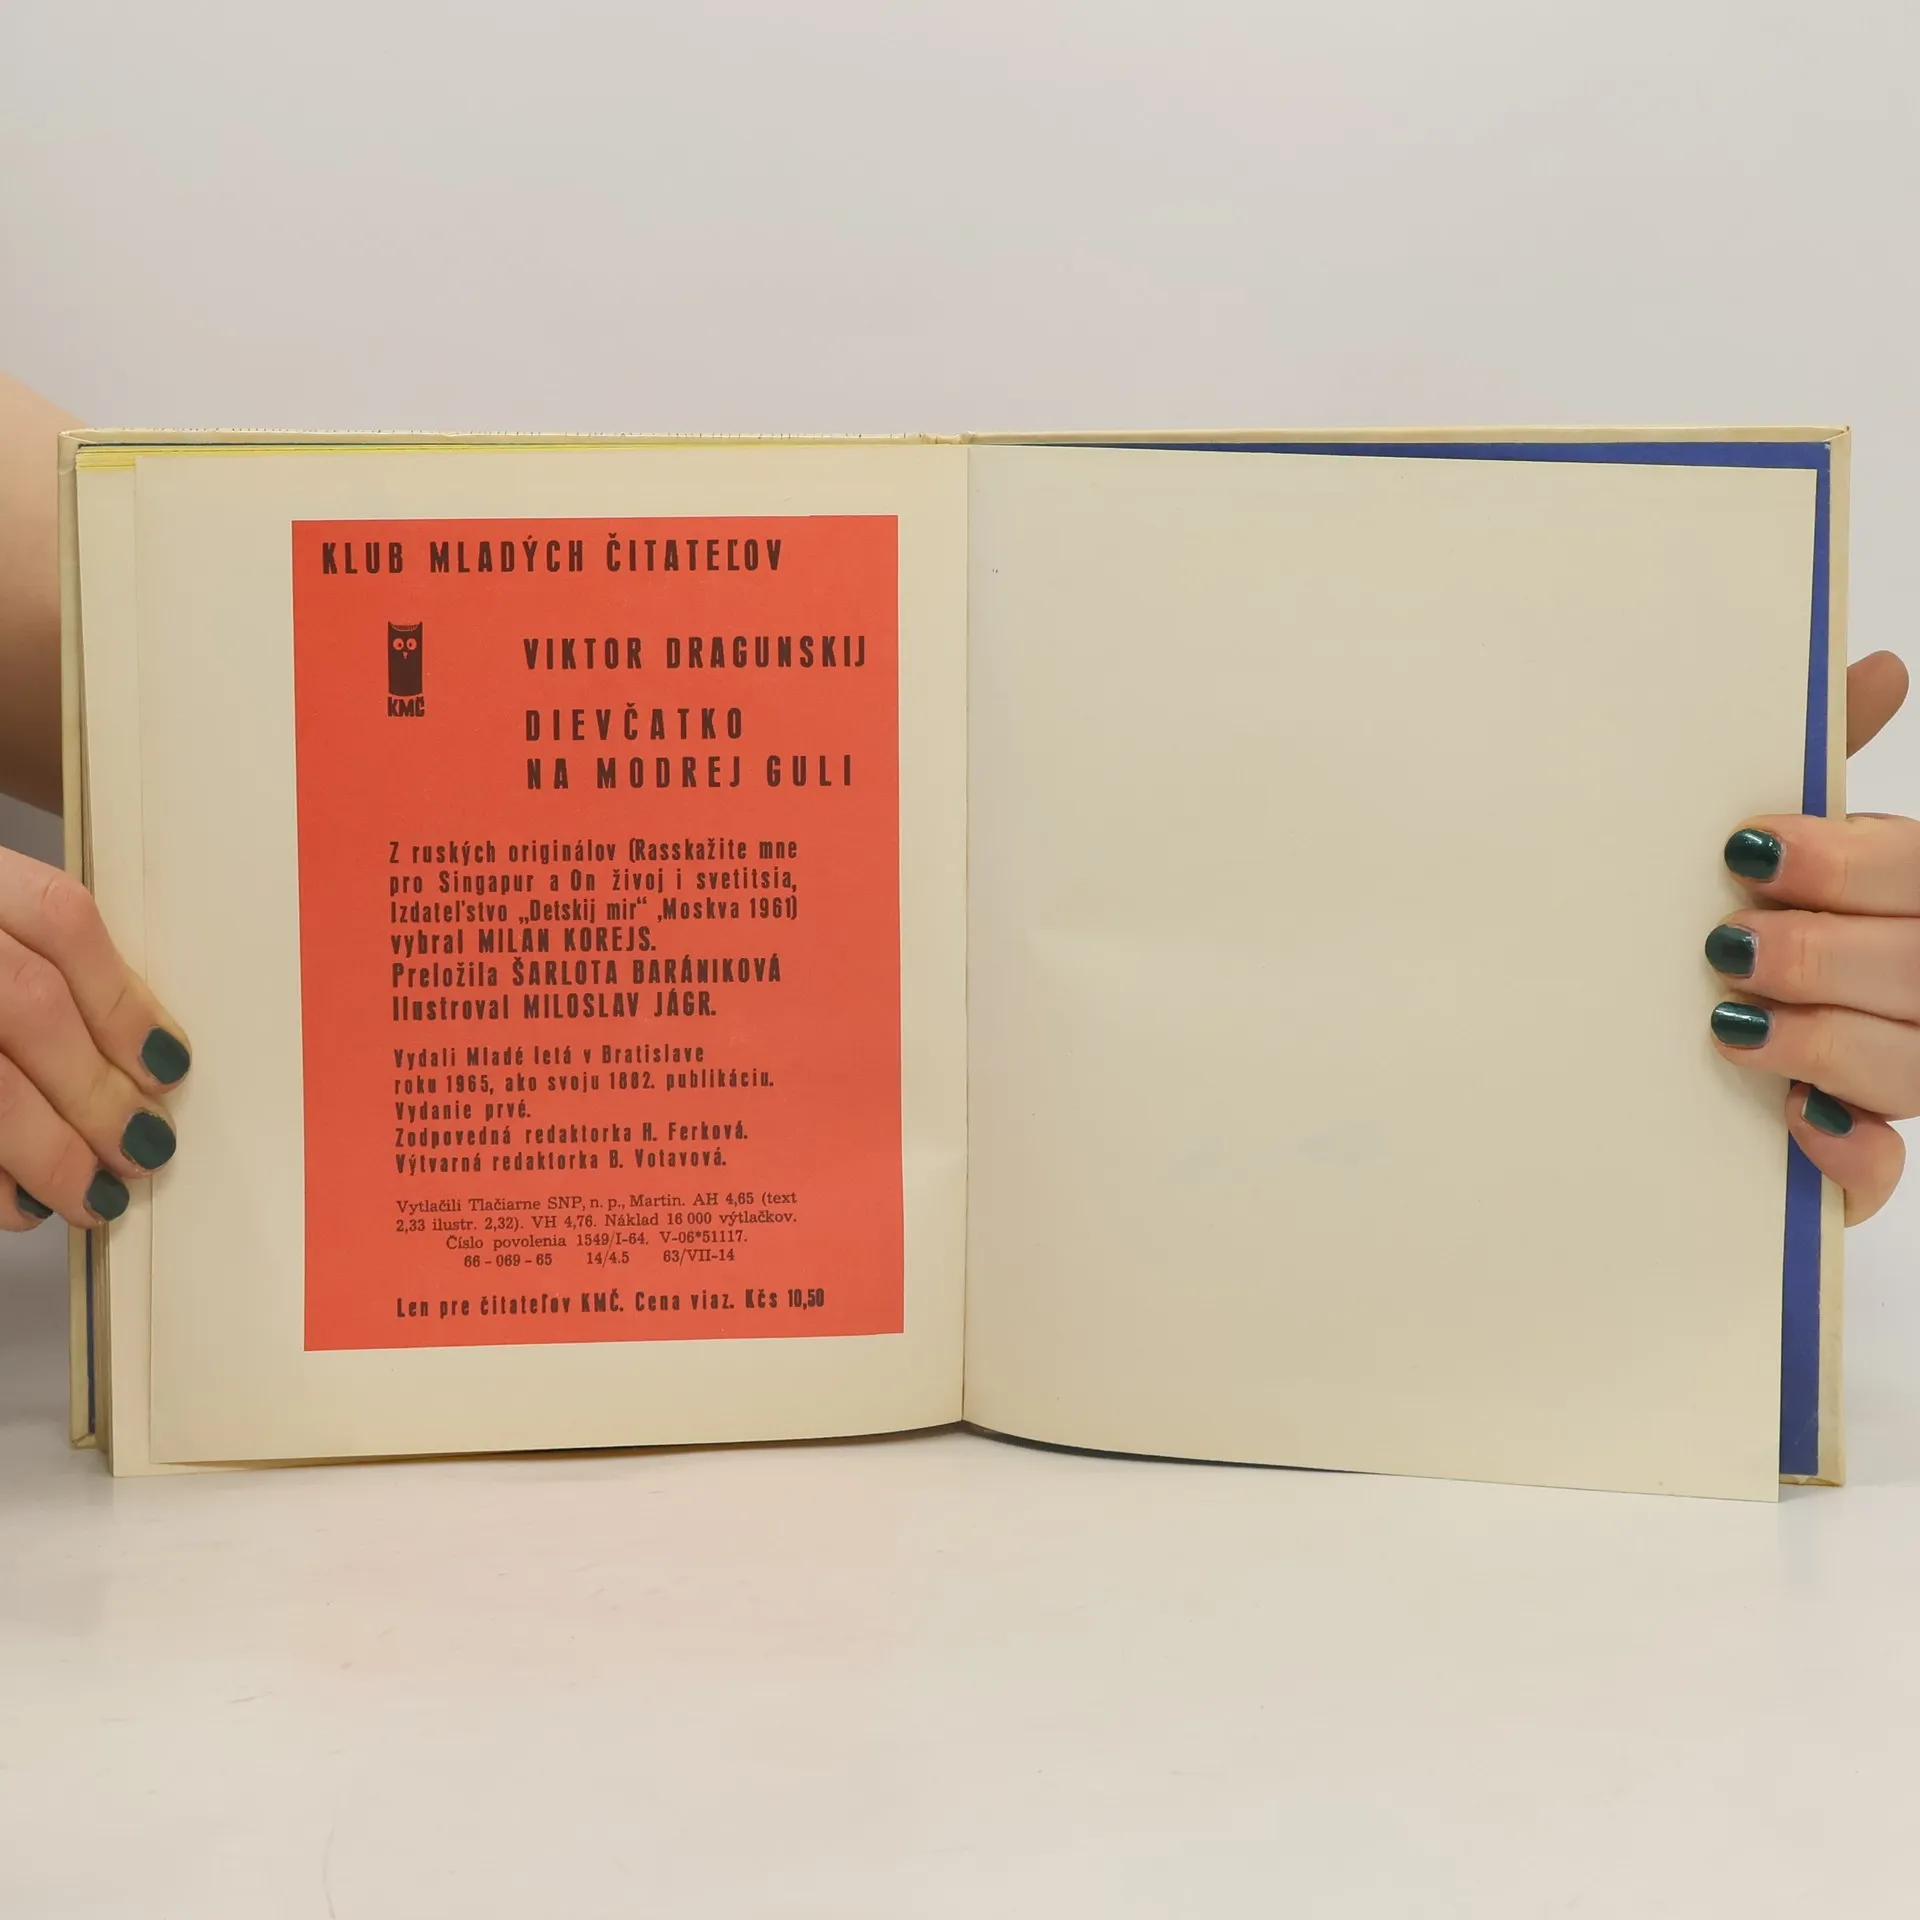 KLUB MLADÝCH ČITATEĽOV
KMČ
VIKTOR DRAGUNSKIJ
DIEVČATKO
NA MODREJ GULI
Z ruských originálov (Rasskažite mne
pro Singapur a On živoj i svetitsia,
Izdateľstvo „Detskij mir“ ,Moskva 1961)
vybral MILAN KOREJS.
Preložila ŠARLOTA BARÁNIKOVÁ
Ilustroval MILOSLAV JÁGR.
Vydali Mladé letá v Bratislave
roku 1965, ako svoju 1882. publikáciu.
Vydanie prvé.
Zodpovedná redaktorka H. Ferková.
Výtvarná redaktorka B. Votavová.
Vytlačili Tlačiarne SNP, n. p., Martin. AH 4,65 (text
2,33 ilustr. 2,32). VH 4,76. Náklad 16 000 výtlačkov.
Číslo povolenia 1549/I-64. V-06*51117.
66 - 069 - 65 14/4.5 63/VII-14
Len pre čitateľov KMČ. Cena viaz. Kčs 10,50